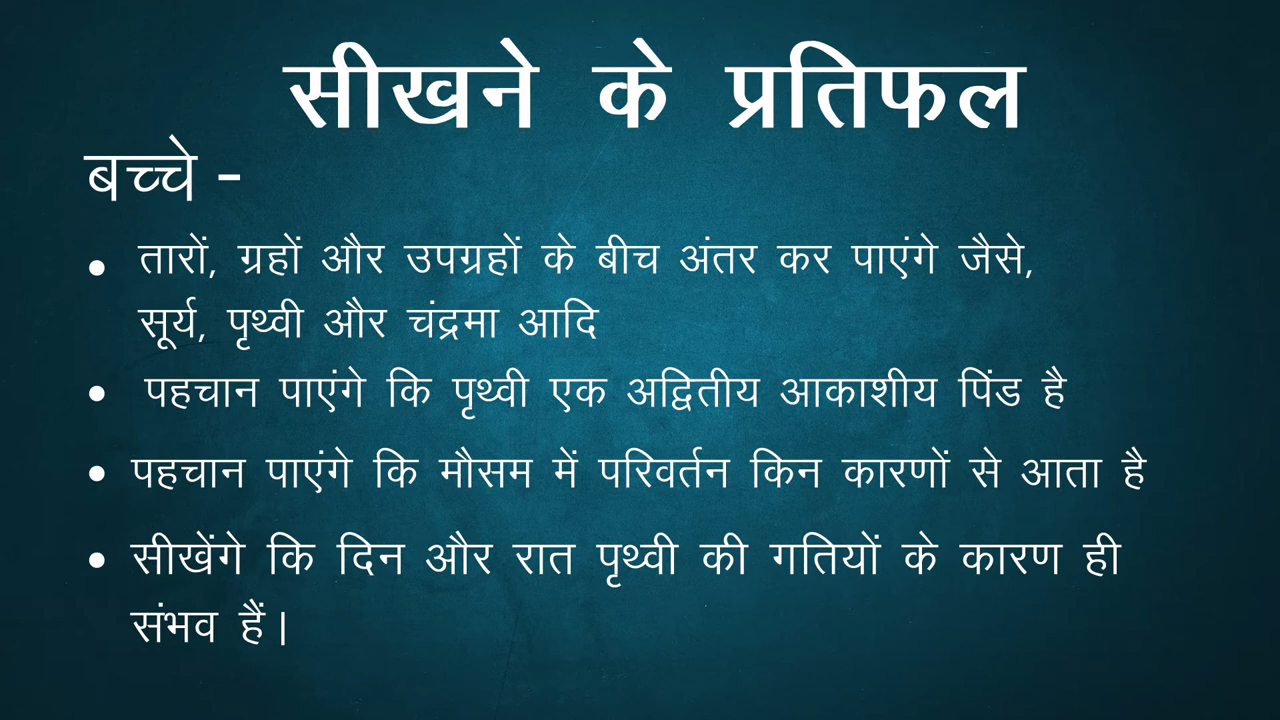 सीखने के प्रतिफल
बच्चे -
• तारों, ग्रहों और उपग्रहों के बीच अंतर कर पाएंगे जैसे,
सूर्य, पृथ्वी और चंद्रमा आदि
• पहचान पाएंगे कि पृथ्वी एक अद्वितीय आकाशीय पिंड है
• पहचान पाएंगे कि मौसम में परिवर्तन किन कारणों से आता है
• सीखेंगे कि दिन और रात पृथ्वी की गतियों के कारण ही
संभव हैं।